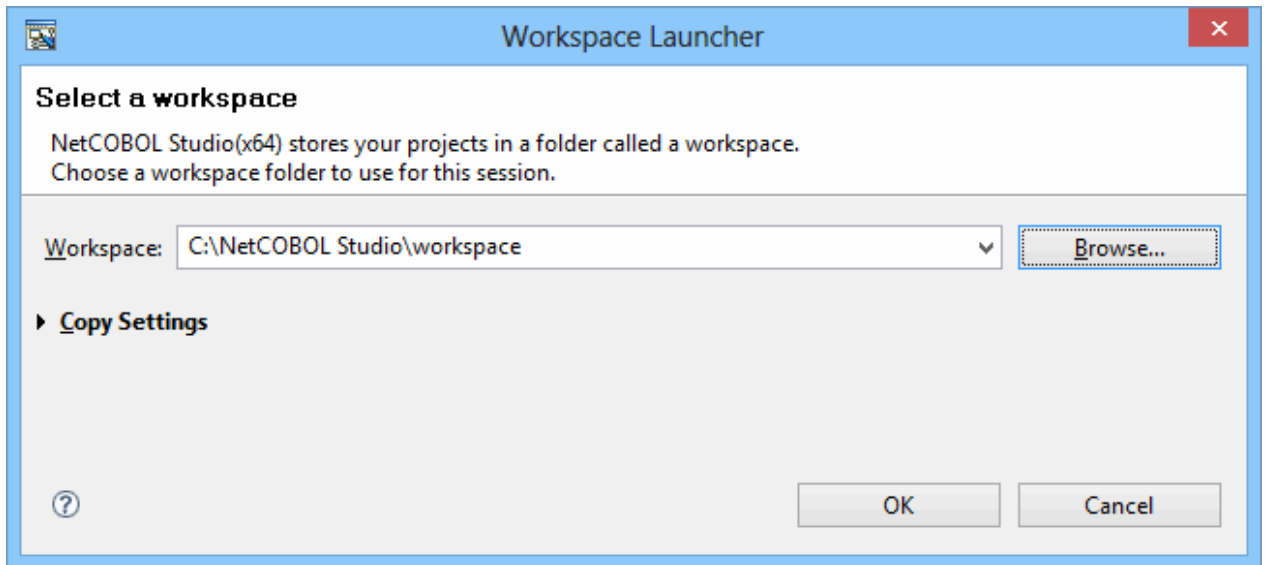 Workspace Launcher
Select a workspace
NetCOBOL Studio(x64) stores your projects in a folder called a workspace.
Choose a workspace folder to use for this session.
Workspace: C:\NetCOBOL Studio\workspace Browse...
Copy Settings
OK Cancel